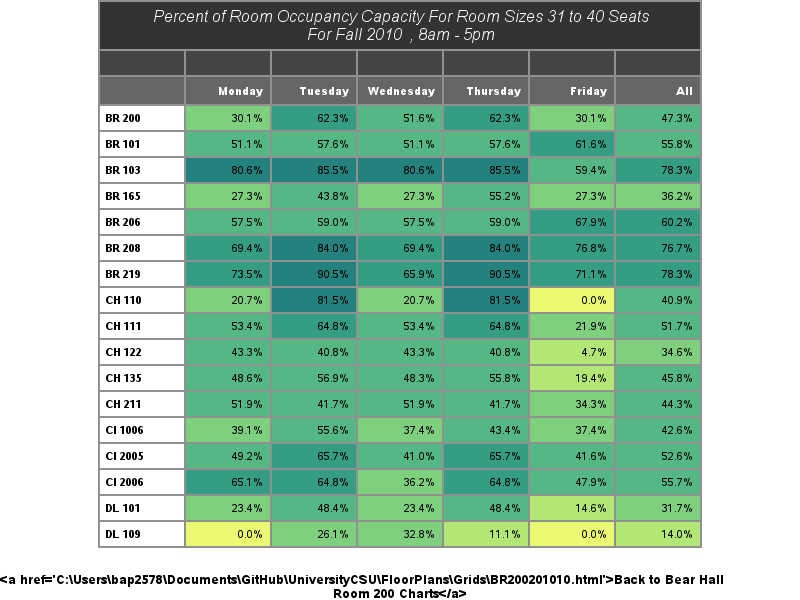 Percent of Room Occupancy Capacity For Room Sizes 31 to 40 Seats
For Fall 2010 , 8am - 5pm
Monday Tuesday Wednesday Thursday Friday All
BR 200 30.1% 62.3% 51.6% 62.3% 30.1% 47.3%
BR 101 51.1% 57.6% 51.1% 57.6% 61.6% 55.8%
BR 103 80.6% 85.5% 80.6% 85.5% 59.4% 78.3%
BR 165 27.3% 43.8% 27.3% 55.2% 27.3% 36.2%
BR 206 57.5% 59.0% 57.5% 59.0% 67.9% 60.2%
BR 208 69.4% 84.0% 69.4% 84.0% 76.8% 76.7%
BR 219 73.5% 90.5% 65.9% 90.5% 71.1% 78.3%
CH 110 20.7% 81.5% 20.7% 81.5% 0.0% 40.9%
CH 111 53.4% 64.8% 53.4% 64.8% 21.9% 51.7%
CH 122 43.3% 40.8% 43.3% 40.8% 4.7% 34.6%
CH 135 48.6% 56.9% 48.3% 55.8% 19.4% 45.8%
CH 211 51.9% 41.7% 51.9% 41.7% 34.3% 44.3%
CI 1006 39.1% 55.6% 37.4% 43.4% 37.4% 42.6%
CI 2005 49.2% 65.7% 41.0% 65.7% 41.6% 52.6%
CI 2006 65.1% 64.8% 36.2% 64.8% 47.9% 55.7%
DL 101 23.4% 48.4% 23.4% 48.4% 14.6% 31.7%
DL 109 0.0% 26.1% 32.8% 11.1% 0.0% 14.0%
<a href='C:\Users\bap2578\Documents\GitHub\UniversityCSU\FloorPlans\Grids\BR200201010.html'>Back to Bear Hall
Room 200 Charts</a>